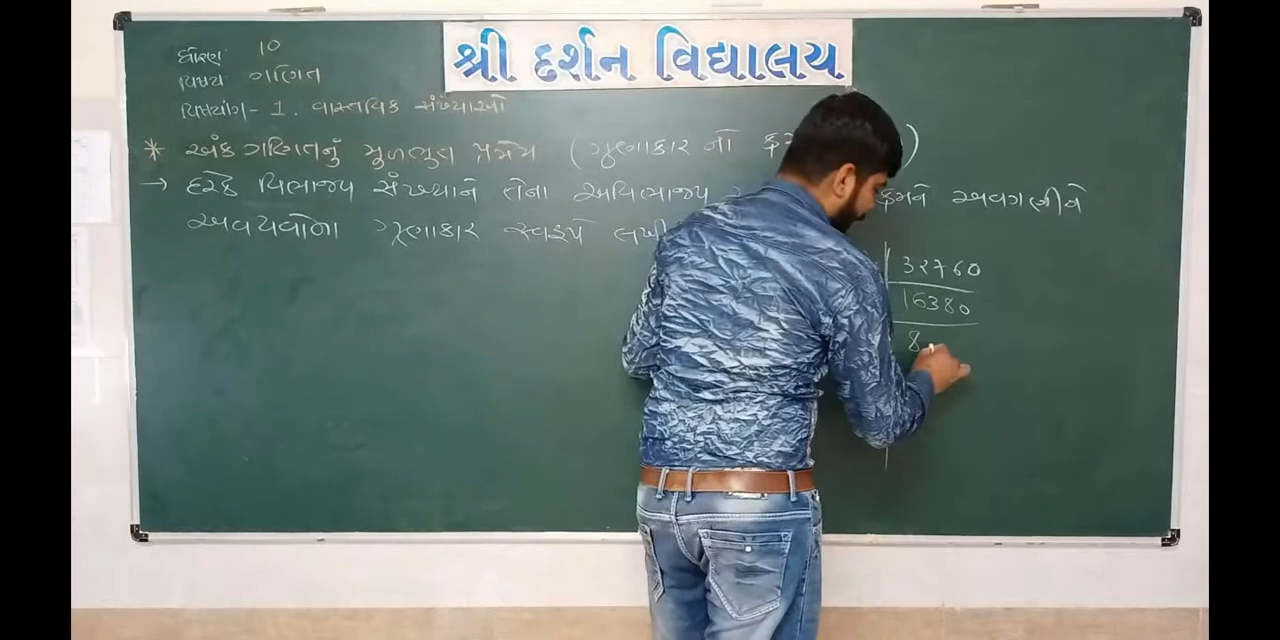 શ્રી દર્શન વિદ્યાલય
ધોરણ 10
વિષય ગણિત
વિભાગ - 1. વાસ્તવિક સંખ્યાઓ
* અંકગણિતનું મૂળભૂત પ્રમેય (ગુણાકાર નાં )
→ દરેક વિભાજ્ય સંખ્યાને તેના અવિભાજ્ય ક્રમને અવગણીને
અવયવોના ગુણાકાર સ્વરૂપે લખી
32760
16380
8